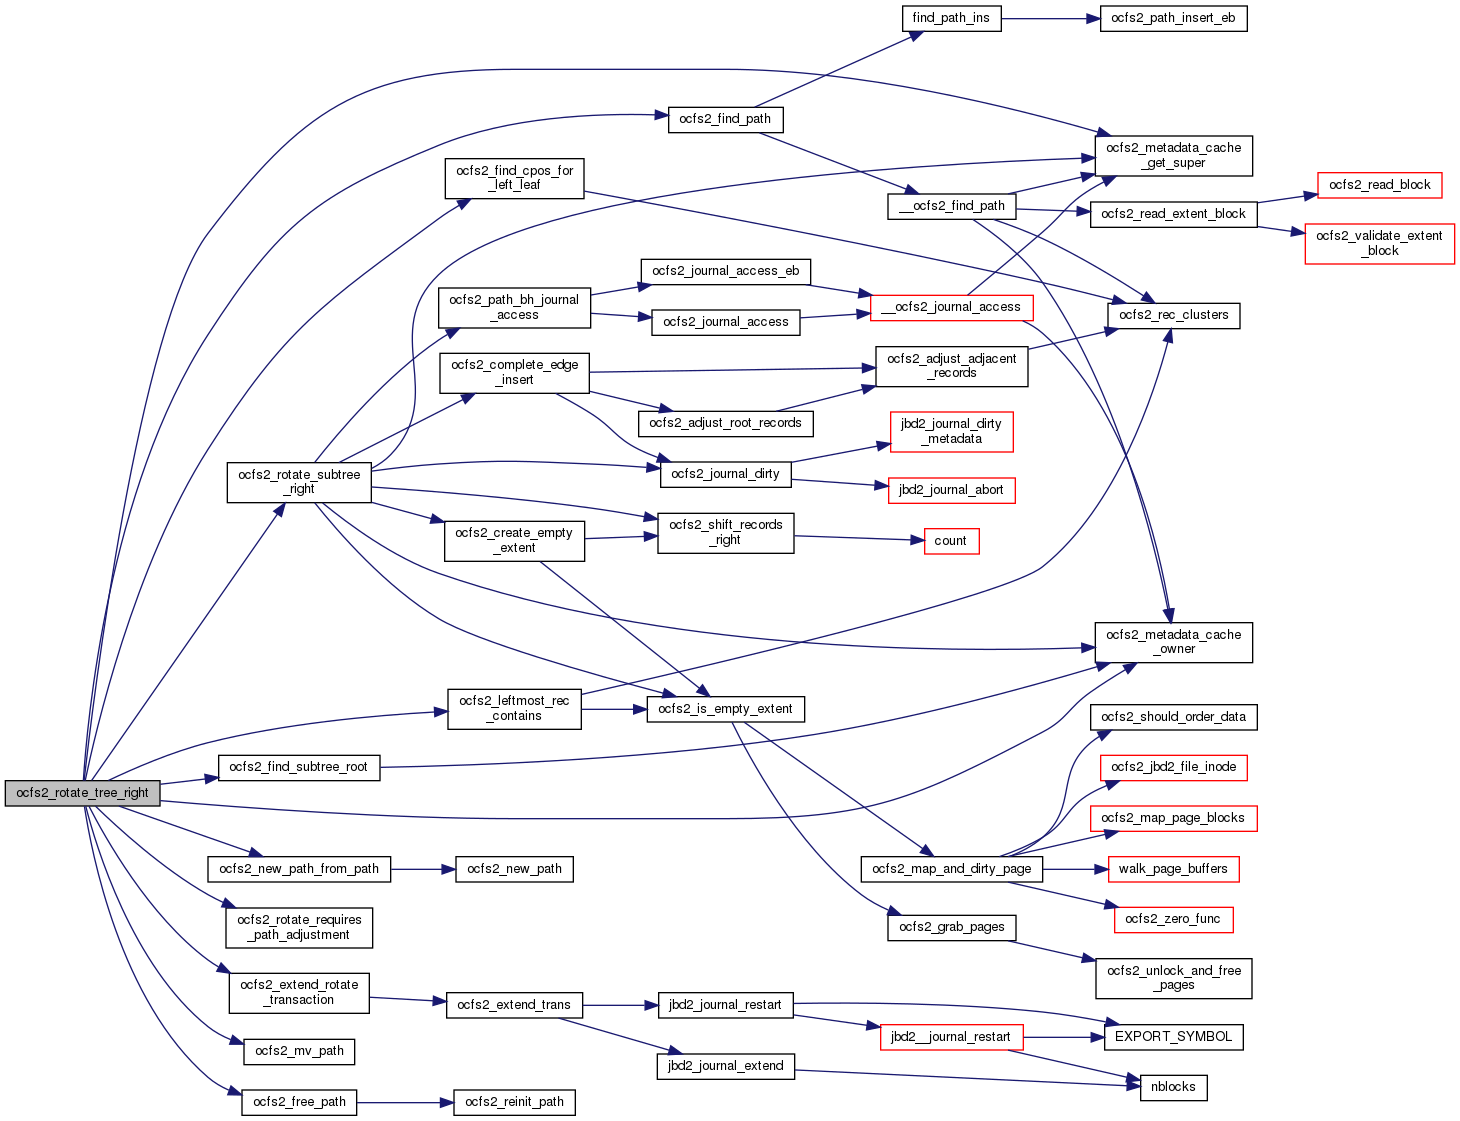 find_path_ins
ocfs2_path_insert_eb
ocfs2_find_path
ocfs2_metadata_cache
_get_super
ocfs2_find_cpos_for
_left_leaf
ocfs2_read_block
__ocfs2_find_path
ocfs2_read_extent_block
ocfs2_validate_extent
_block
ocfs2_journal_access_eb
ocfs2_path_bh_journal
_access
__ocfs2_journal_access
ocfs2_journal_access
ocfs2_rec_clusters
ocfs2_complete_edge
_insert
ocfs2_adjust_adjacent
_records
ocfs2_adjust_root_records
jbd2_journal_dirty
_metadata
ocfs2_rotate_subtree
_right
ocfs2_journal_dirty
jbd2_journal_abort
ocfs2_create_empty
_extent
ocfs2_shift_records
_right
count
ocfs2_metadata_cache
_owner
ocfs2_leftmost_rec
_contains
ocfs2_is_empty_extent
ocfs2_should_order_data
ocfs2_find_subtree_root
ocfs2_jbd2_file_inode
ocfs2_rotate_tree_right
ocfs2_map_page_blocks
ocfs2_new_path_from_path
ocfs2_new_path
ocfs2_map_and_dirty_page
walk_page_buffers
ocfs2_rotate_requires
_path_adjustment
ocfs2_grab_pages
ocfs2_zero_func
ocfs2_unlock_and_free
_pages
ocfs2_extend_rotate
_transaction
ocfs2_extend_trans
jbd2_journal_restart
jbd2__journal_restart
EXPORT_SYMBOL
ocfs2_mv_path
jbd2_journal_extend
nblocks
ocfs2_free_path
ocfs2_reinit_path